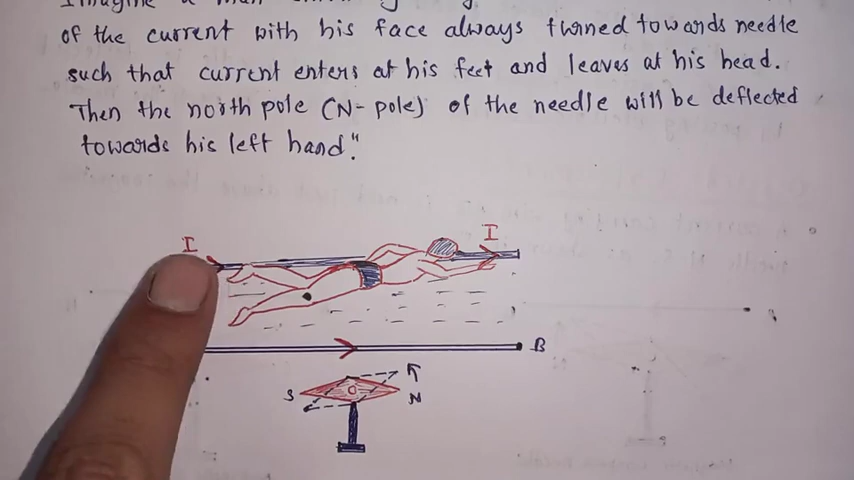 of the current with his face always turned towards needle
such that current enters at his feet and leaves at his head.
Then the north pole (N-pole) of the needle will be deflected
towards his left hand".
I
I
B
S
N